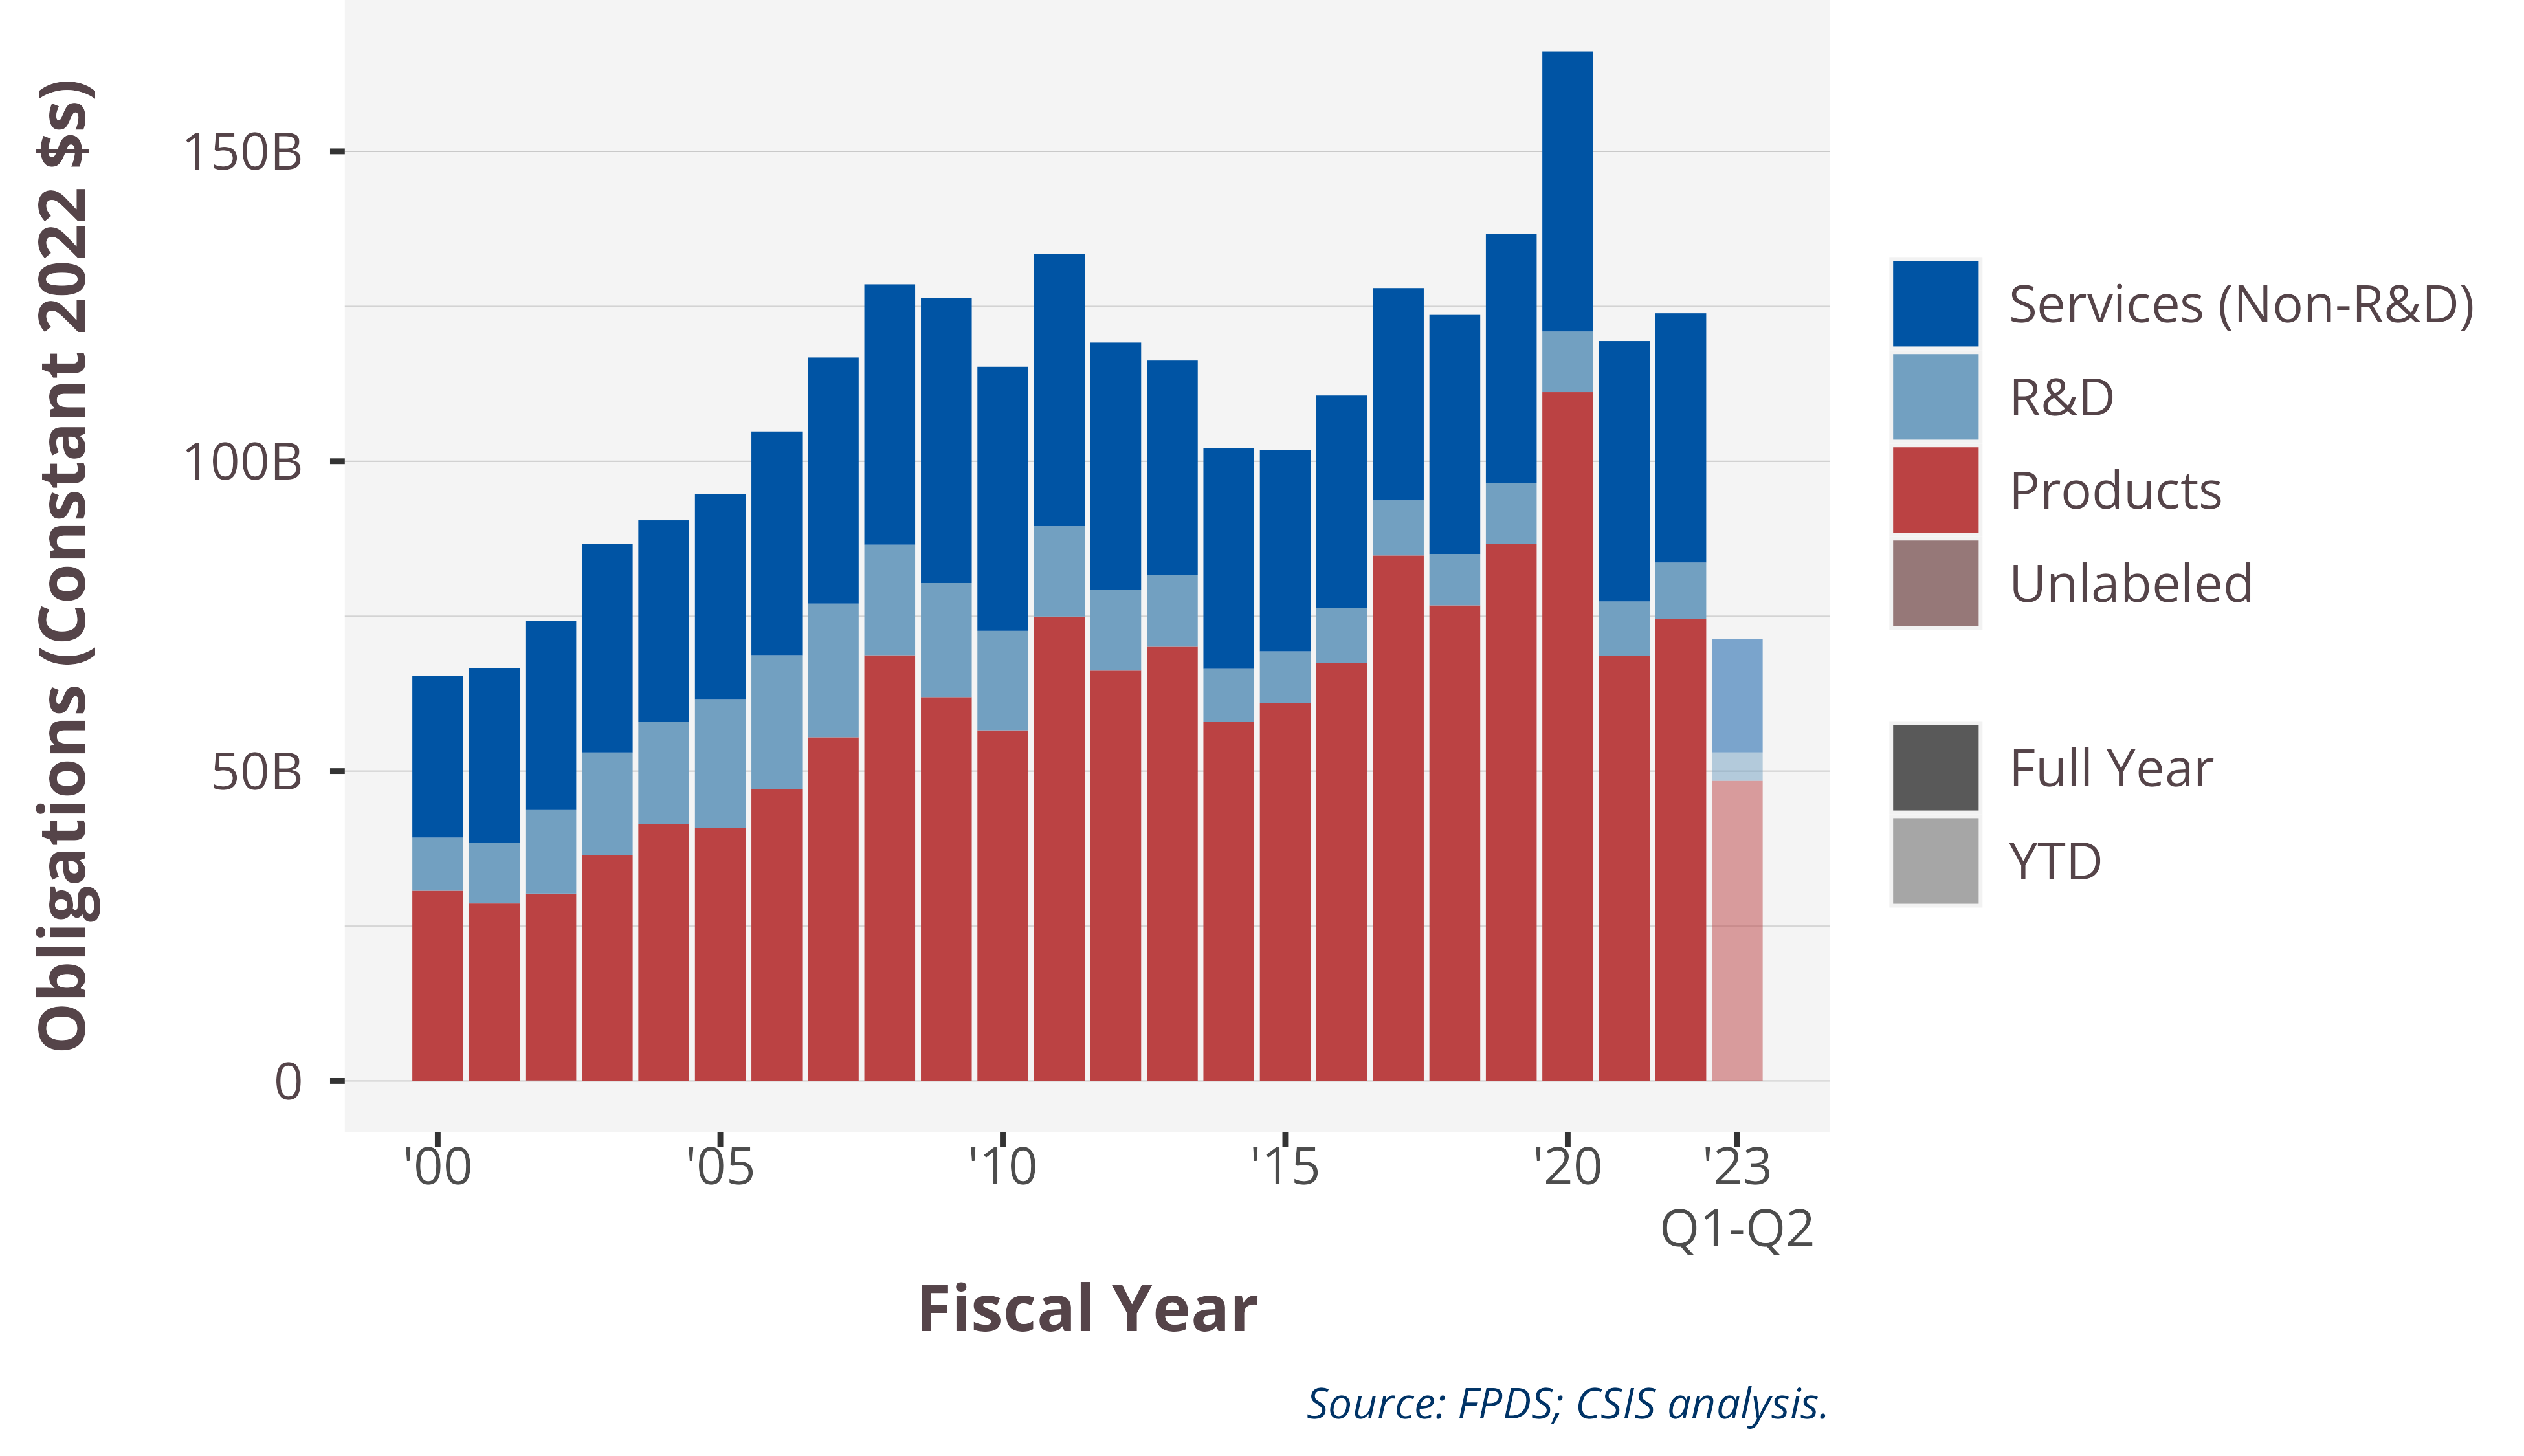 Obligations (Constant 2022 $s)
150B
100B
50B
0
'00
'05
'10
'15
'20
'23
Q1-Q2
Fiscal Year
Services (Non-R&D)
R&D
Products
Unlabeled
Full Year
YTD
Source: FPDS; CSIS analysis.